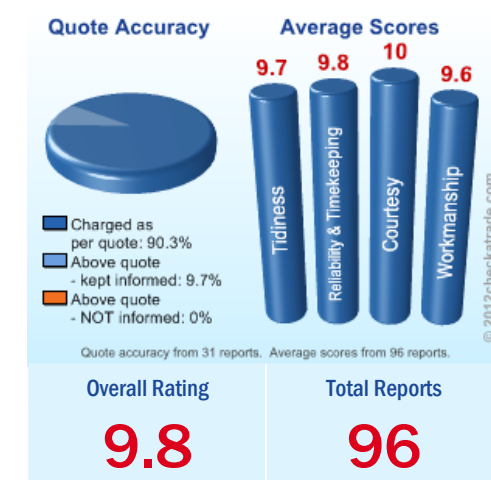 Quote Accuracy
Average Scores
9.7
9.8
10
9.6
Tidiness
Reliability & Timekeeping
Courtesy
Workmanship
Charged as
per quote: 90.3%
Above quote
- kept informed: 9.7%
Above quote
- NOT informed: 0%
© 2012checkatrade.com
Quote accuracy from 31 reports. Average scores from 96 reports.
Overall Rating
Total Reports
9.8
96